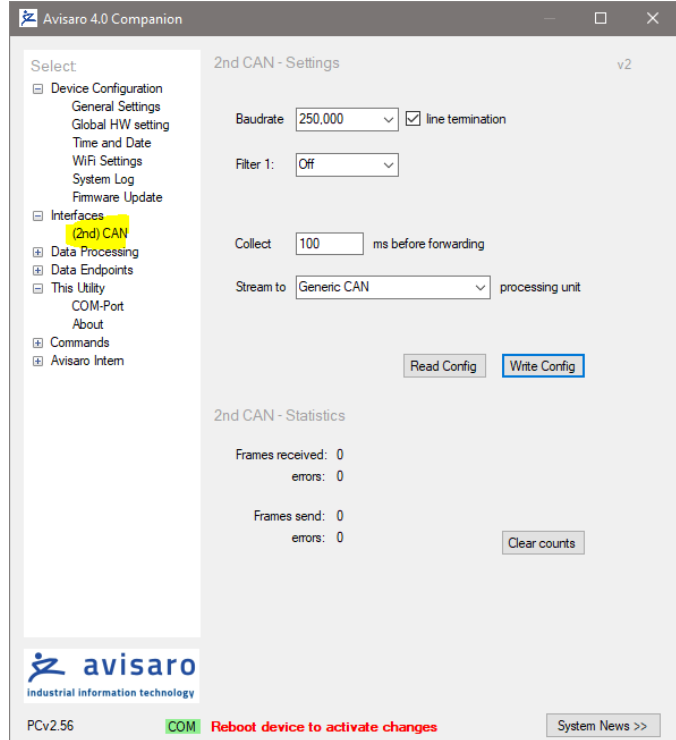 Avisaro 4.0 Companion
Select
Device Configuration
General Settings
Global HW setting
Time and Date
WiFi Settings
System Log
Firmware Update
Interfaces
(2nd) CAN
Data Processing
Data Endpoints
This Utility
COM-Port
About
Commands
Avisaro Intern
avisaro
industrial information technology
2nd CAN - Settings v2
Baudrate 250,000 line termination
Filter 1: Off
Collect 100 ms before forwarding
Stream to Generic CAN processing unit
Read Config Write Config
2nd CAN - Statistics
Frames received: 0
errors: 0
Frames send: 0
errors: 0
Clear counts
PCv2.56 COM Reboot device to activate changes System News >>